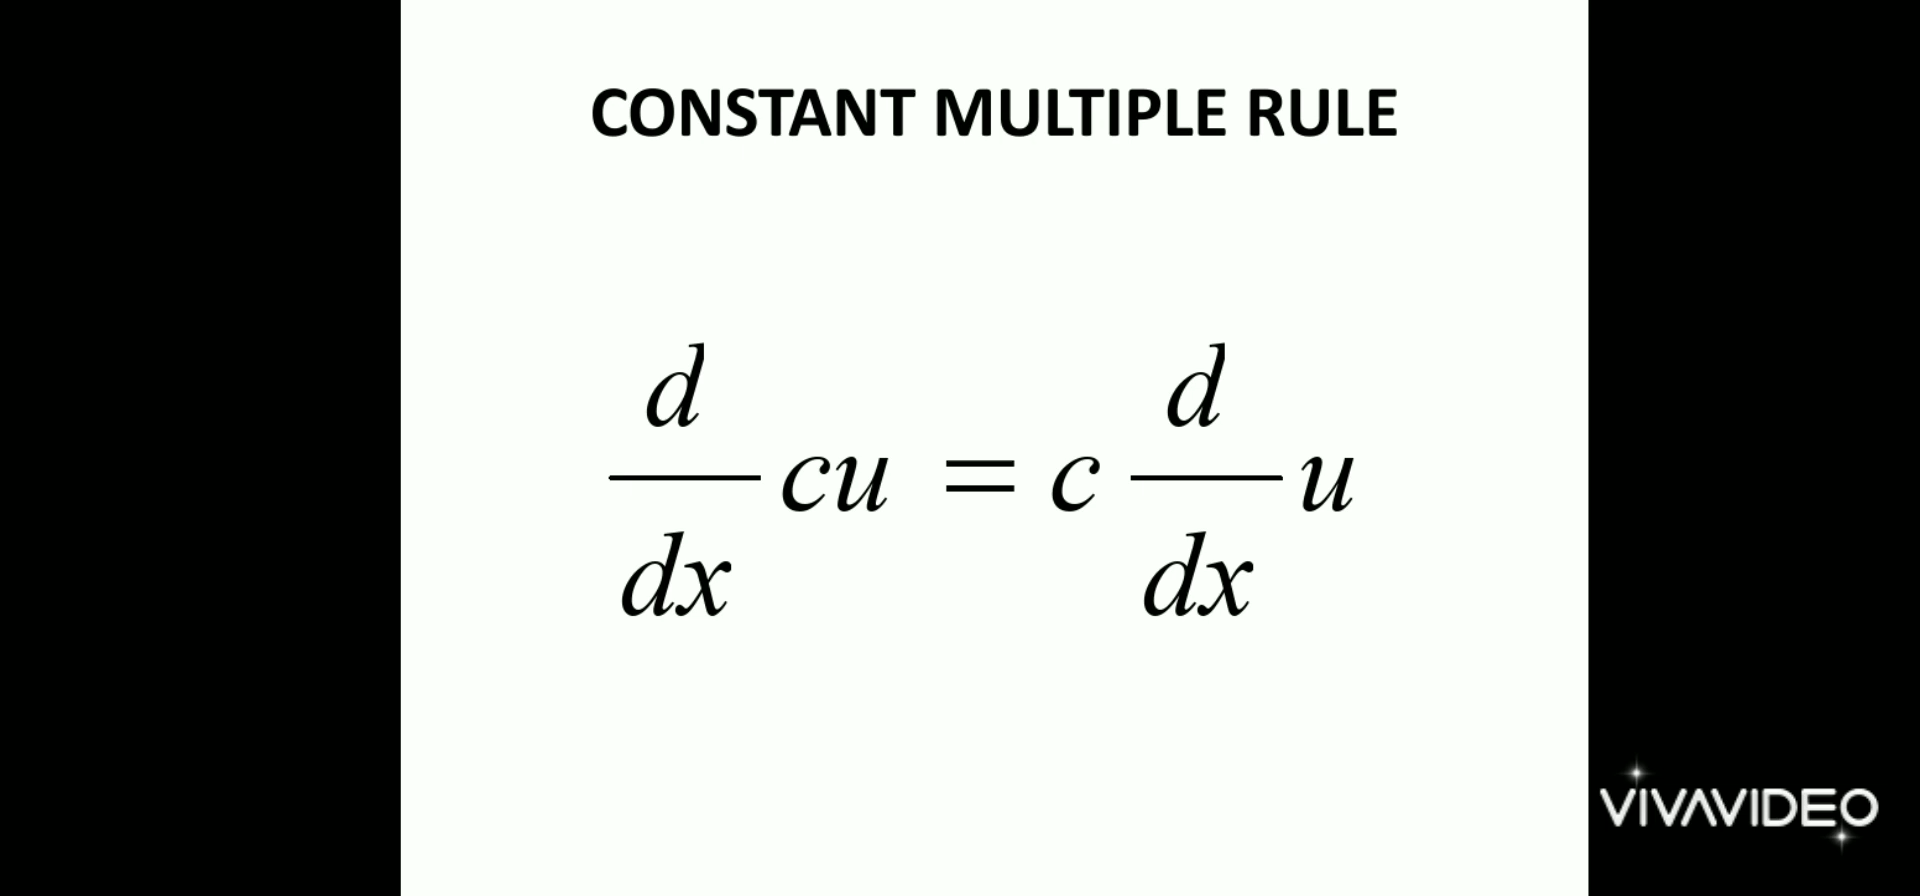 CONSTANT MULTIPLE RULE
d/dx cu = c d/dx u
VIVAVIDEO